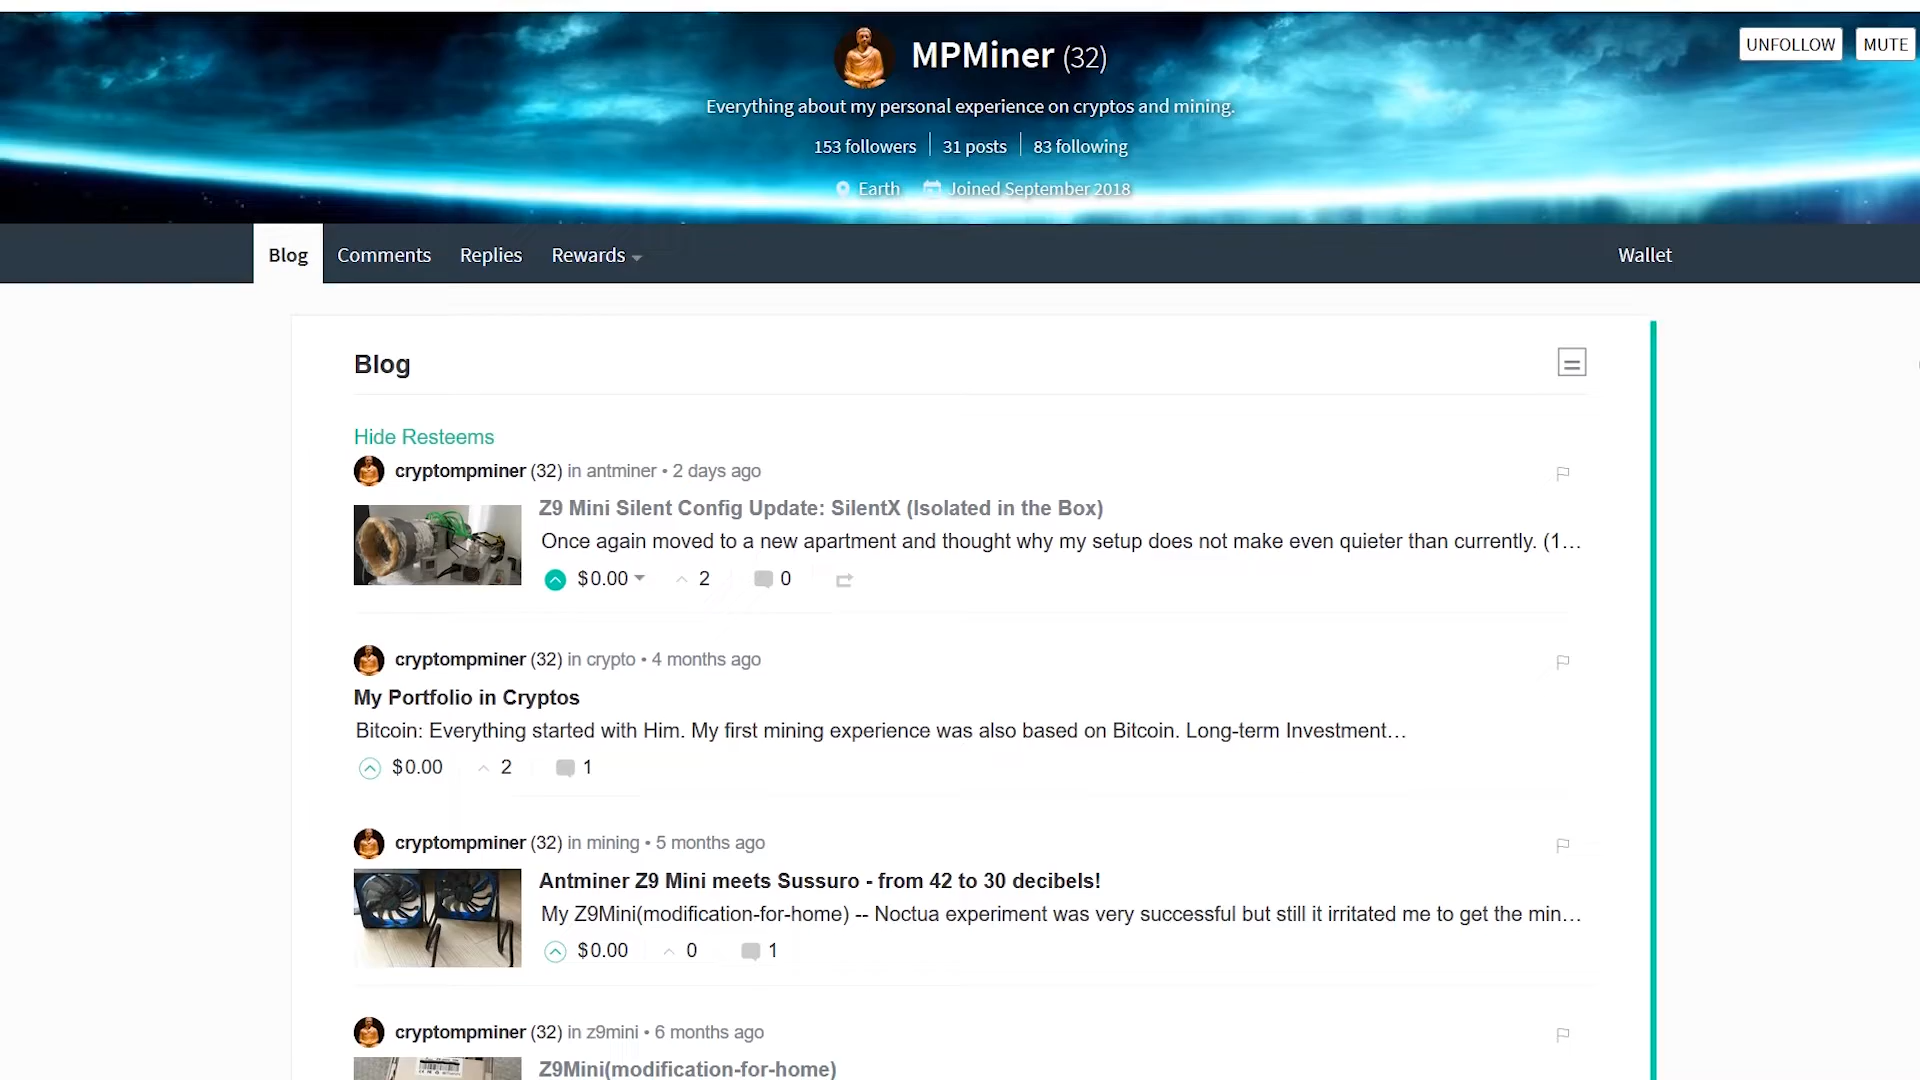 MPMiner (32)
UNFOLLOW
MUTE
Everything about my personal experience on cryptos and mining.
153 followers
31 posts
83 following
Earth
Joined September 2018
Blog
Comments
Replies
Rewards
Wallet
Blog
Hide Resteems
cryptompminer (32) in antminer • 2 days ago
Z9 Mini Silent Config Update: SilentX (Isolated in the Box)
Once again moved to a new apartment and thought why my setup does not make even quieter than currently. (1…
$0.00
2
0
cryptompminer (32) in crypto • 4 months ago
My Portfolio in Cryptos
Bitcoin: Everything started with Him. My first mining experience was also based on Bitcoin. Long-term Investment…
$0.00
2
1
cryptompminer (32) in mining • 5 months ago
Antminer Z9 Mini meets Sussuro - from 42 to 30 decibels!
My Z9Mini(modification-for-home) -- Noctua experiment was very successful but still it irritated me to get the min…
$0.00
0
1
cryptompminer (32) in z9mini • 6 months ago
Z9Mini(modification-for-home)